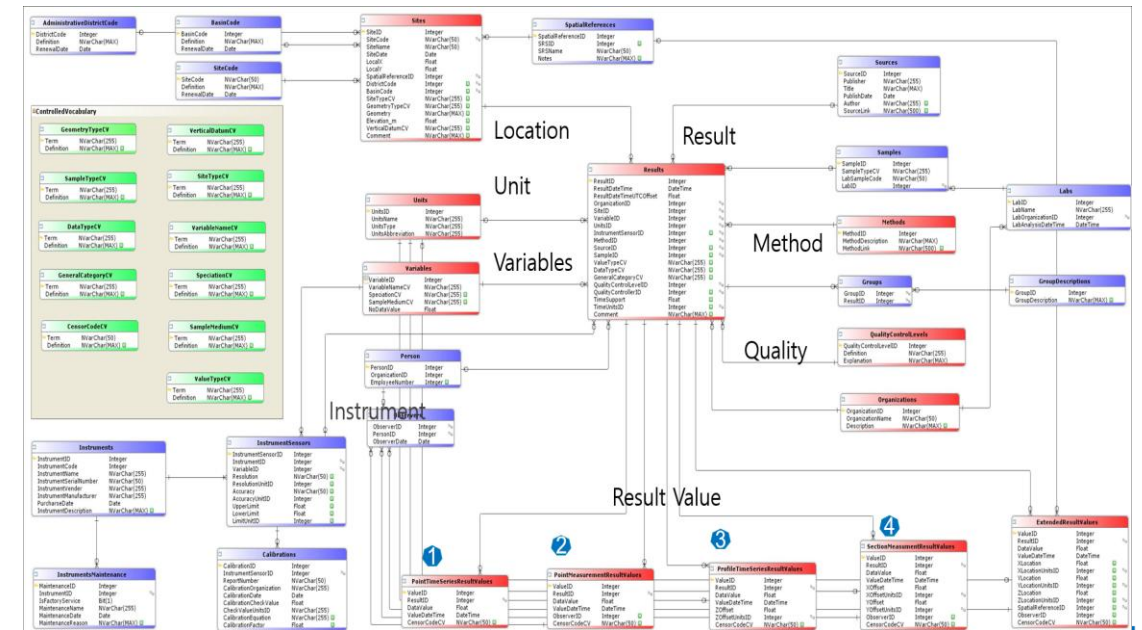 AdministrativeDistrictCode
DistrictCode Integer
Definition NVarChar(MAX)
RenewalDate Date
BasinCode
BasinCode Integer
Definition NVarChar(MAX)
RenewalDate Date
SiteCode
SiteCode NVarChar(50)
Definition NVarChar(MAX)
RenewalDate Date
Sites
SiteID Integer
SiteCode NVarChar(50)
SiteName NVarChar(50)
SiteDate Date
LocalX Float
LocalY Float
SpatialReferenceID Integer
DistrictCode Integer
BasinCode Integer
SiteTypeCV NVarChar(255)
GeometryTypeCV NVarChar(255)
Geometry NVarChar(MAX)
Elevation_m Float
VerticalDatumCV NVarChar(255)
Comment NVarChar(MAX)
SpatialReferences
SpatialReferenceID Integer
SRSID Integer
SRSName NVarChar(50)
Notes NVarChar(MAX)
Sources
SourceID Integer
Publisher NVarChar(255)
Title NVarChar(MAX)
PublishDate Date
Author NVarChar(255)
SourceLink NVarChar(500)
ControlledVocabulary
GeometryTypeCV
Term NVarChar(255)
Definition NVarChar(MAX)
VerticalDatumCV
Term NVarChar(255)
Definition NVarChar(MAX)
SampleTypeCV
Term NVarChar(255)
Definition NVarChar(MAX)
SiteTypeCV
Term NVarChar(255)
Definition NVarChar(MAX)
DataTypeCV
Term NVarChar(255)
Definition NVarChar(MAX)
VariableNameCV
Term NVarChar(255)
Definition NVarChar(MAX)
GeneralCategoryCV
Term NVarChar(255)
Definition NVarChar(MAX)
SpeciationCV
Term NVarChar(255)
Definition NVarChar(MAX)
CensorCodeCV
Term NVarChar(50)
Definition NVarChar(MAX)
SampleMediumCV
Term NVarChar(255)
Definition NVarChar(MAX)
ValueTypeCV
Term NVarChar(255)
Definition NVarChar(MAX)
Location
Result
Unit
Variables
Method
Quality
Instrument
Result Value
Units
UnitsID Integer
UnitsName NVarChar(255)
UnitsType NVarChar(255)
UnitsAbbreviation NVarChar(255)
Variables
VariableID Integer
VariableNameCV NVarChar(255)
SpeciationCV NVarChar(255)
SampleMediumCV NVarChar(255)
NoDataValue Float
Results
ResultID Integer
ResultDateTime DateTime
ResultDateTimeUTCOffset Float
OrganizationID Integer
SiteID Integer
VariableID Integer
UnitsID Integer
InstrumentSensorID Integer
MethodID Integer
SourceID Integer
SampleID Integer
ValueTypeCV NVarChar(255)
DataTypeCV NVarChar(255)
GeneralCategoryCV NVarChar(255)
QualityControlLevelID Integer
QualityControllerID Integer
TimeSupport Float
TimeUnitsID Integer
Comment NVarChar(MAX)
Samples
SampleID Integer
SampleTypeCV NVarChar(255)
LabSampleCode NVarChar(50)
LabID Integer
Labs
LabID Integer
LabName NVarChar(255)
LabOrganizationID Integer
LabAnalysisDateTime DateTime
Methods
MethodID Integer
MethodDescription NVarChar(MAX)
MethodLink NVarChar(500)
Groups
GroupID Integer
ResultID Integer
GroupDescriptions
GroupID Integer
GroupDescription NVarChar(MAX)
QualityControlLevels
QualityControlLevelID Integer
Definition NVarChar(255)
Explanation NVarChar(MAX)
Organizations
OrganizationID Integer
OrganizationName NVarChar(50)
Description NVarChar(MAX)
Person
PersonID Integer
OrganizationID Integer
EmployeeNumber Integer
ObserverID Integer
PersonID Integer
ObserverDate Date
Instruments
InstrumentID Integer
InstrumentCode Integer
InstrumentName NVarChar(255)
InstrumentSerialNumber NVarChar(50)
InstrumentVender NVarChar(255)
InstrumentManufacturer NVarChar(255)
PurcharseDate Date
InstrumentDescription NVarChar(MAX)
InstrumentSensors
InstrumentSensorID Integer
InstrumentID Integer
VariableID Integer
Resolution NVarChar(50)
ResolutionUnitID Integer
Accuracy NVarChar(50)
AccuracyUnitID Integer
UpperLimit Float
LowerLimit Float
LimitUnitID Integer
InstrumentsMaintenance
MaintenanceID Integer
InstrumentID Integer
IsFactoryService Bit(1)
MaintenanceName NVarChar(255)
MaintenanceDate Date
MaintenanceReason NVarChar(MAX)
Calibrations
CalibrationID Integer
InstrumentSensorID Integer
ReportNumber NVarChar(50)
CalibrationOrganization NVarChar(255)
CalibrationDate Date
CalibrationCheckValue Float
CheckValueUnitsID Integer
CalibrationEquation NVarChar(255)
CalibrationFactor Float
1
2
3
4
PointTimeSeriesResultValues
ValueID Integer
ResultID Integer
DataValue Float
ValueDateTime DateTime
CensorCodeCV NVarChar(50)
PointMeasurementResultValues
ValueID Integer
ResultID Integer
DataValue Float
ValueDateTime DateTime
ObserverID Integer
CensorCodeCV NVarChar(50)
ProfileTimeSeriesResultValues
ValueID Integer
ResultID Integer
DataValue Float
ValueDateTime DateTime
ZOffset Float
ZOffsetUnitsID Integer
CensorCodeCV NVarChar(50)
SectionMeasurmentResultValues
ValueID Integer
ResultID Integer
DataValue Float
ValueDateTime DateTime
XOffset Float
XOffsetUnitsID Integer
YOffset Float
YOffsetUnitsID Integer
ObserverID Integer
CensorCodeCV NVarChar(50)
ExtendedResultValues
ValueID Integer
ResultID Integer
DataValue Float
ValueDateTime DateTime
XLocation Float
XLocationUnitsID Integer
YLocation Float
YLocationUnitsID Integer
ZLocation Float
ZLocationUnitsID Integer
SpatialReferenceID Integer
ObserverID Integer
CensorCodeCV NVarChar(50)